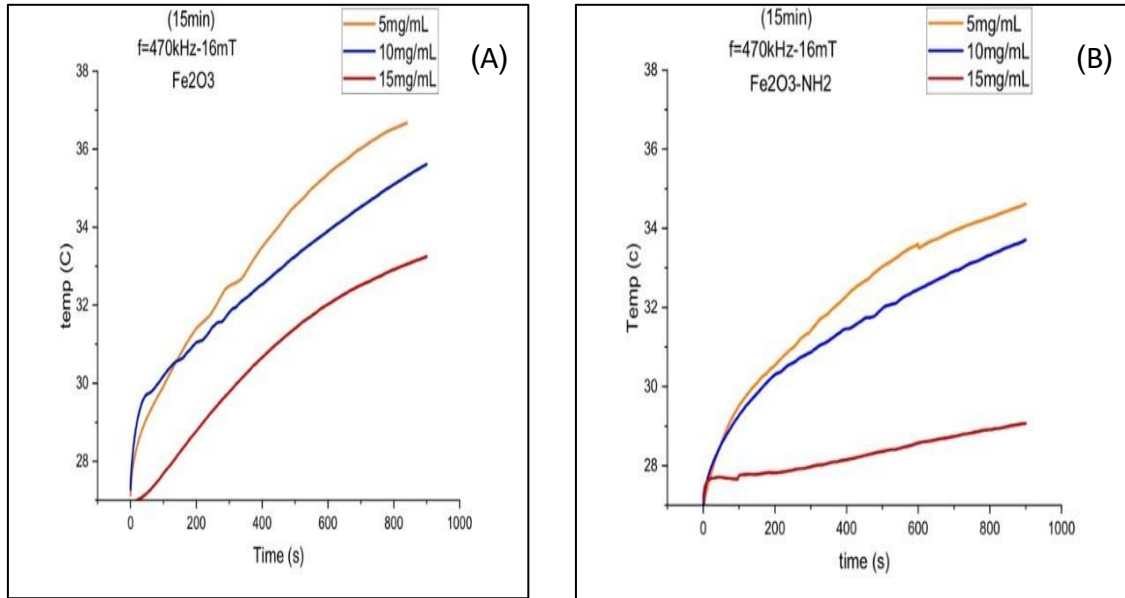 (15min)
f=470kHz-16mT
Fe2O3
5mg/mL
10mg/mL
15mg/mL
(A)
38
36
34
32
30
28
temp (C)
0
200
400
600
800
1000
Time (s)
(15min)
f=470kHz-16mT
Fe2O3-NH2
5mg/mL
10mg/mL
15mg/mL
(B)
38
36
34
32
30
28
Temp (c)
0
200
400
600
800
1000
time (s)